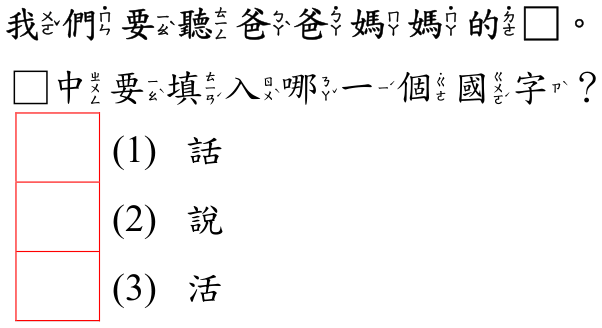 我們要聽爸爸媽媽的□。
□中要填入哪一個國字？
(1) 話
(2) 說
(3) 活